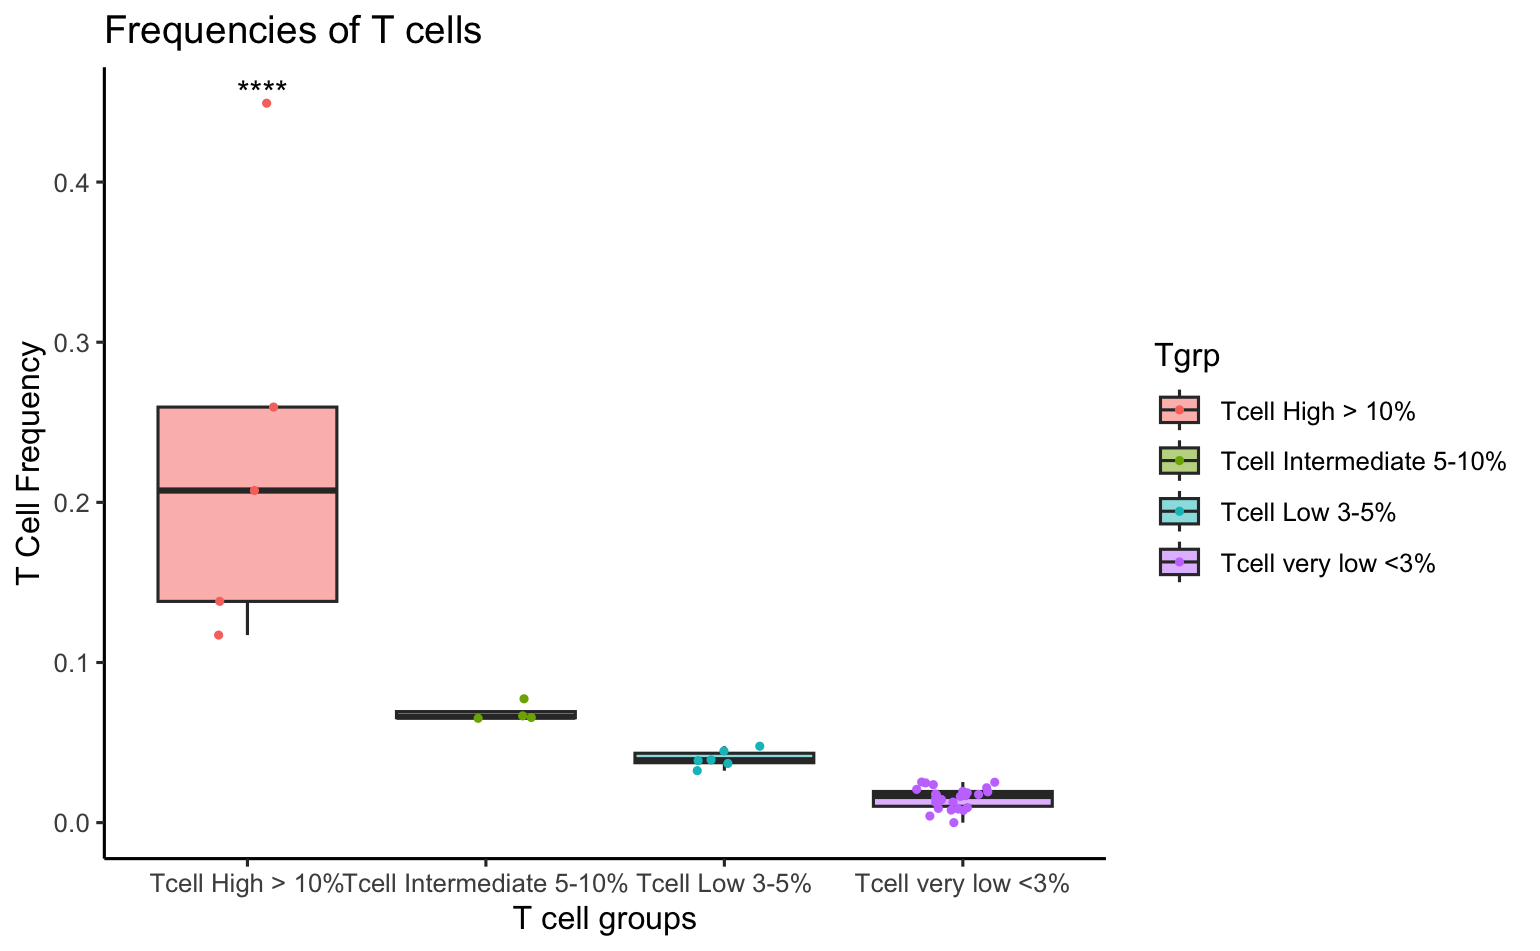 Frequencies of T cells
****
T Cell Frequency
0.4
0.3
0.2
0.1
0.0
Tcell High > 10%
Tcell Intermediate 5-10%
Tcell Low 3-5%
Tcell very low <3%
T cell groups
Tgrp
Tcell High > 10%
Tcell Intermediate 5-10%
Tcell Low 3-5%
Tcell very low <3%